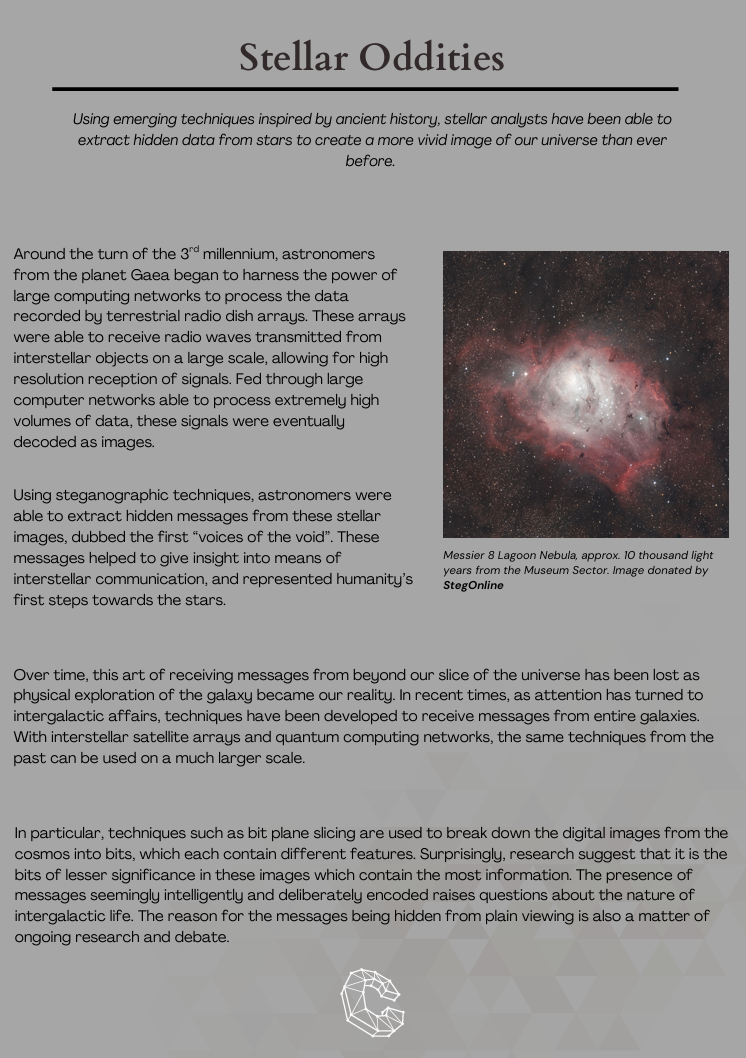 Stellar Oddities
Using emerging techniques inspired by ancient history, stellar analysts have been able to
extract hidden data from stars to create a more vivid image of our universe than ever
before.
Around the turn of the 3rd millennium, astronomers
from the planet Gaea began to harness the power of
large computing networks to process the data
recorded by terrestrial radio dish arrays. These arrays
were able to receive radio waves transmitted from
interstellar objects on a large scale, allowing for high
resolution reception of signals. Fed through large
computer networks able to process extremely high
volumes of data, these signals were eventually
decoded as images.
Using steganographic techniques, astronomers were
able to extract hidden messages from these stellar
images, dubbed the first “voices of the void”. These
messages helped to give insight into means of
interstellar communication, and represented humanity’s
first steps towards the stars.
Messier 8 Lagoon Nebula, approx. 10 thousand light
years from the Museum Sector. Image donated by
StegOnline
Over time, this art of receiving messages from beyond our slice of the universe has been lost as
physical exploration of the galaxy became our reality. In recent times, as attention has turned to
intergalactic affairs, techniques have been developed to receive messages from entire galaxies.
With interstellar satellite arrays and quantum computing networks, the same techniques from the
past can be used on a much larger scale.
In particular, techniques such as bit plane slicing are used to break down the digital images from the
cosmos into bits, which each contain different features. Surprisingly, research suggest that it is the
bits of lesser significance in these images which contain the most information. The presence of
messages seemingly intelligently and deliberately encoded raises questions about the nature of
intergalactic life. The reason for the messages being hidden from plain viewing is also a matter of
ongoing research and debate.